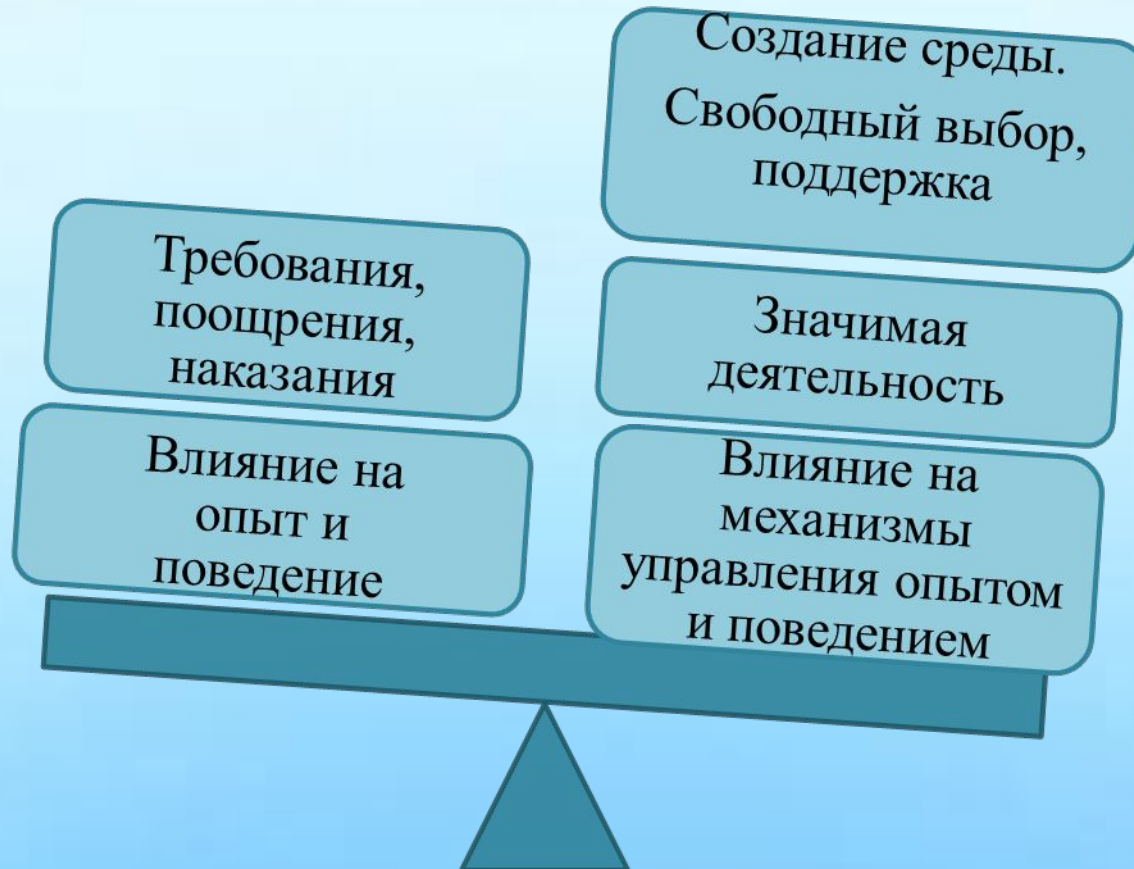 Требования,
поощрения,
наказания
Влияние на
опыт и
поведение
Создание среды.
Свободный выбор,
поддержка
Значимая
деятельность
Влияние на
механизмы
управления опытом
и поведением